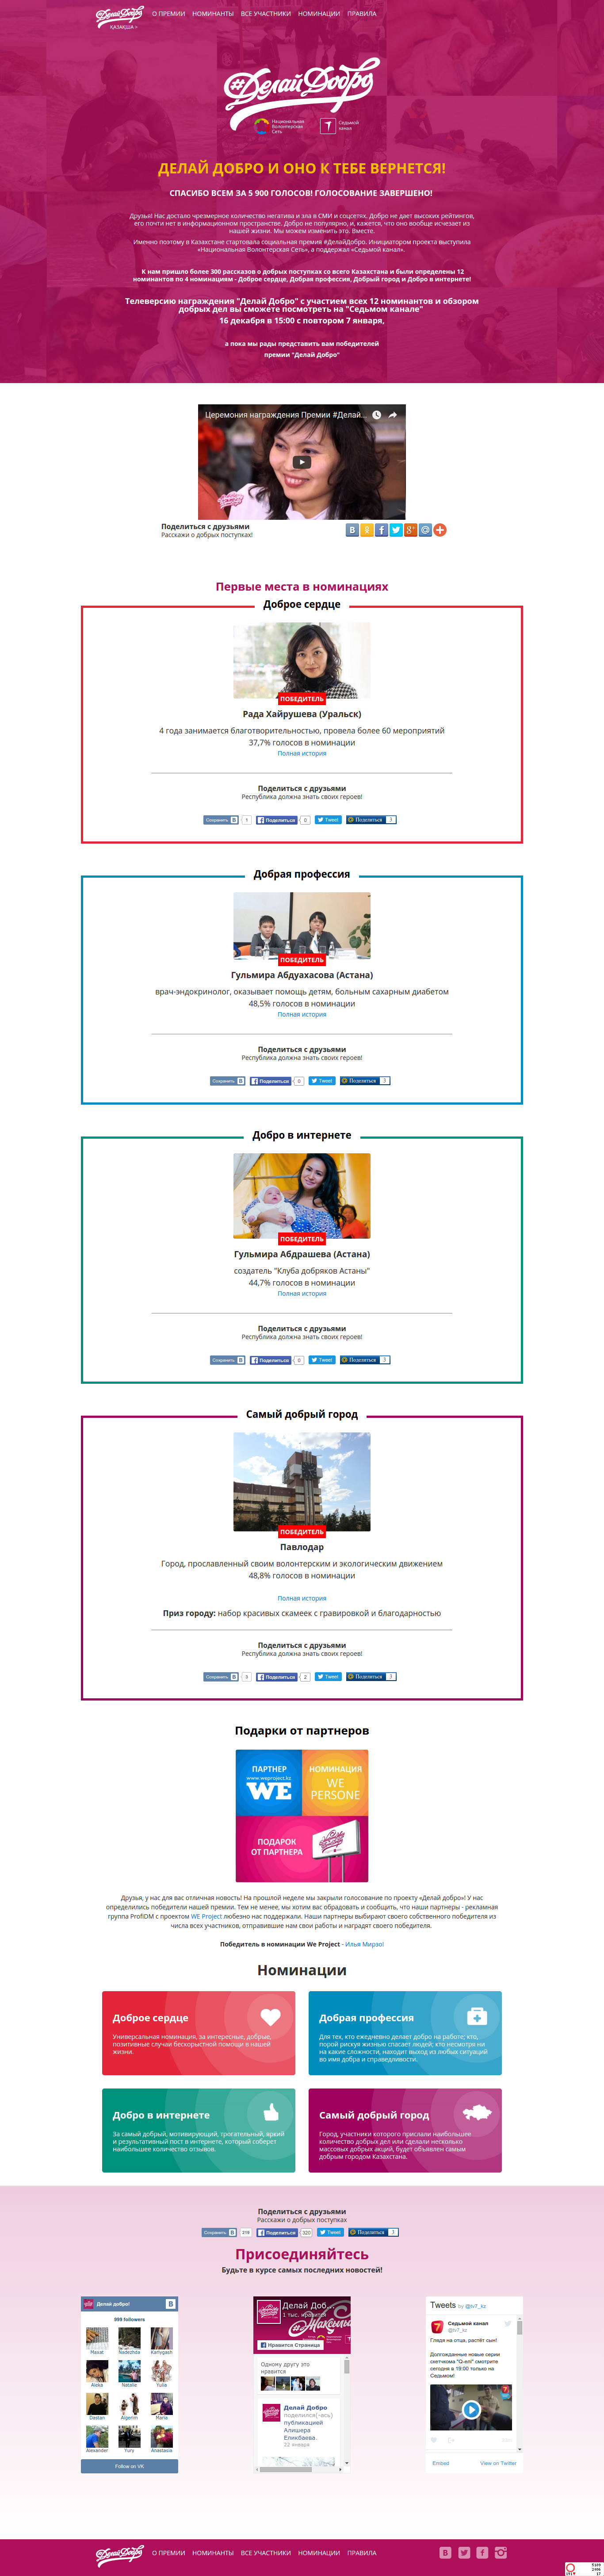 #ДелайДобро
О ПРЕМИИ НОМИНАНТЫ ВСЕ УЧАСТНИКИ НОМИНАЦИИ ПРАВИЛА
ҚАЗАҚША >
#ДелайДобро
Национальная
Волонтерская
Сеть
Седьмой
канал
ДЕЛАЙ ДОБРО И ОНО К ТЕБЕ ВЕРНЕТСЯ!
СПАСИБО ВСЕМ ЗА 5 900 ГОЛОСОВ! ГОЛОСОВАНИЕ ЗАВЕРШЕНО!
Друзья! Нас достало чрезмерное количество негатива и зла в СМИ и соцсетях. Добро не дает высоких рейтингов,
его почти нет в информационном пространстве. Добро не популярно, и, кажется, что оно вообще исчезает из
нашей жизни. Мы можем изменить это. Вместе.
Именно поэтому в Казахстане стартовала социальная премия #ДелайДобро. Инициатором проекта выступила
«Национальная Волонтерская Сеть», а поддержал «Седьмой канал».
К нам пришло более 300 рассказов о добрых поступках со всего Казахстана и были определены 12
номинантов по 4 номинациям - Доброе сердце, Добрая профессия, Добрый город и Добро в интернете!
Телеверсию награждения "Делай Добро" с участием всех 12 номинантов и обзором
добрых дел вы сможете посмотреть на "Седьмом канале"
16 декабря в 15:00 с повтором 7 января,
а пока мы рады представить вам победителей
премии "Делай Добро"
Церемония награждения Премии #Делай...
Поделиться с друзьями
Расскажи о добрых поступках!
Первые места в номинациях
Доброе сердце
ПОБЕДИТЕЛЬ
Рада Хайрушева (Уральск)
4 года занимается благотворительностью, провела более 60 мероприятий
37,7% голосов в номинации
Полная история
Поделиться с друзьями
Республика должна знать своих героев!
Сохранить 1 Поделиться 0 Tweet Поделиться 3
Добрая профессия
ПОБЕДИТЕЛЬ
Гульмира Абдуахасова (Астана)
врач-эндокринолог, оказывает помощь детям, больным сахарным диабетом
48,5% голосов в номинации
Полная история
Поделиться с друзьями
Республика должна знать своих героев!
Сохранить Поделиться 0 Tweet Поделиться 3
Добро в интернете
ПОБЕДИТЕЛЬ
Гульмира Абдрашева (Астана)
создатель "Клуба добряков Астаны"
44,7% голосов в номинации
Полная история
Поделиться с друзьями
Республика должна знать своих героев!
Сохранить Поделиться 0 Tweet Поделиться 3
Самый добрый город
ПОБЕДИТЕЛЬ
Павлодар
Город, прославленный своим волонтерским и экологическим движением
48,8% голосов в номинации
Полная история
Приз городу: набор красивых скамеек с гравировкой и благодарностью
Поделиться с друзьями
Республика должна знать своих героев!
Сохранить 3 Поделиться 2 Tweet Поделиться 3
Подарки от партнеров
ПАРТНЕР
www.weproject.kz
WE
НОМИНАЦИЯ
WE
PERSONE
ПОДАРОК
ОТ ПАРТНЕРА
Друзья, у нас для вас отличная новость! На прошлой неделе мы закрыли голосование по проекту «Делай добро»! У нас
определились победители нашей премии. Тем не менее, мы хотим вас обрадовать и сообщить, что наши партнеры - рекламная
группа ProfiDM с проектом WE Project любезно нас поддержали. Наши партнеры выбирают своего собственного победителя из
числа всех участников, отправившие нам свои работы и наградят своего победителя.
Победитель в номинации We Project - Илья Мирзо!
Номинации
Доброе сердце
Универсальная номинация, за интересные, добрые,
позитивные случаи бескорыстной помощи в нашей
жизни.
Добрая профессия
Для тех, кто ежедневно делает добро на работе; кто,
порой рискуя жизнью спасает людей; кто несмотря ни
на какие сложности, находит выход из любых ситуаций
во имя добра и справедливости.
Добро в интернете
За самый добрый, мотивирующий, трогательный, яркий
и результативный пост в интернете, который соберет
наибольшее количество отзывов.
Самый добрый город
Город, участники которого прислали наибольшее
количество добрых дел или сделали несколько
массовых добрых акций, будет объявлен самым
добрым городом Казахстана.
Поделиться с друзьями
Расскажи о добрых поступках
Сохранить 219 Поделиться 320 Tweet Поделиться 7
Присоединяйтесь
Будьте в курсе самых последних новостей!
Делай добро!
898 followers
Maxat Nadezhda Karlygash
Aleka Natalie Yulia
Dastan Aigerim Maria
Alexander Yury Anastasia
Follow on VK
Делай Доб...
1 тыс. нравится
Нравится Страница
Одному другу это
нравится
Делай Добро
поделился(-ась)
публикацией
Алишера
Еликбаева.
22 января
Tweets by @tv7_kz
Седьмой канал
@tv7_kz
Глядя на отца, растёт сын!
Долгожданные новые серии
скетчкома "Q-елі" смотрите
сегодня в 19:00 только на
Седьмом!
Embed View on Twitter
#ДелайДобро
О ПРЕМИИ НОМИНАНТЫ ВСЕ УЧАСТНИКИ НОМИНАЦИИ ПРАВИЛА